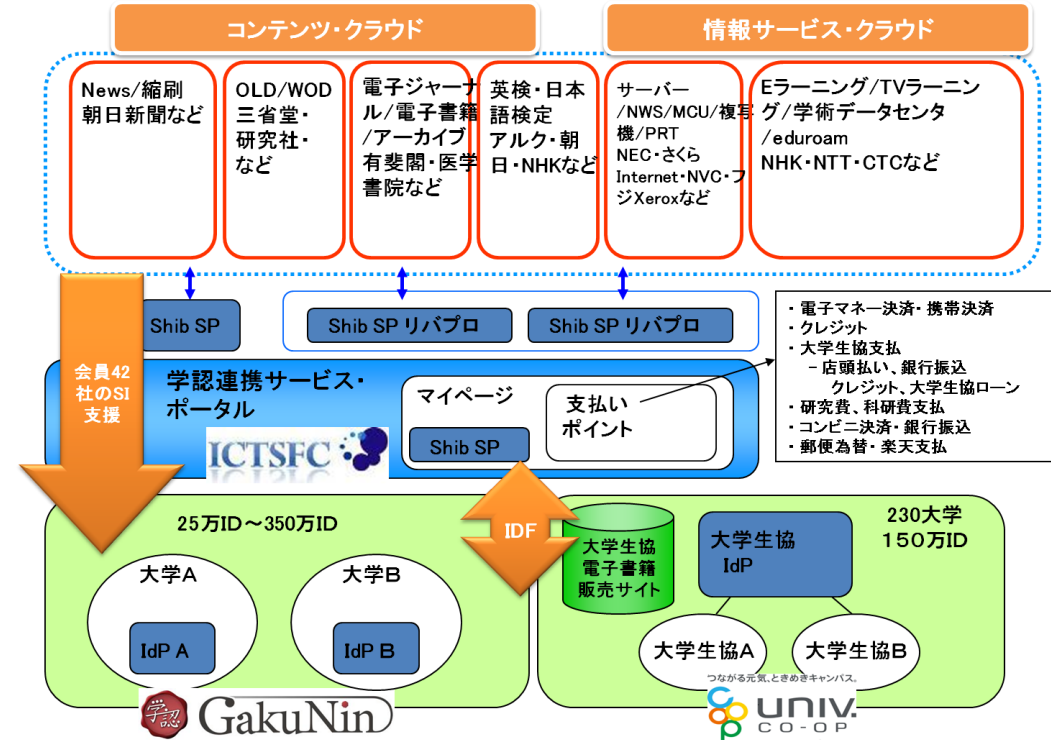 コンテンツ・クラウド
情報サービス・クラウド
News/縮刷
朝日新聞など
OLD/WOD
三省堂・
研究社・
など
電子ジャーナ
ル/電子書籍
/アーカイブ
有斐閣・医学
書院など
英検・日本
語検定
アルク・朝
日・NHKなど
サーバー
/NWS/MCU/複写
機/PRT
NEC・さくら
Internet・NVC・フ
ジXeroxなど
Eラーニング/TVラーニン
グ/学術データセンタ
/eduroam
NHK・NTT・CTCなど
Shib SP
Shib SP リバプロ
Shib SP リバプロ
・電子マネー決済・携帯決済
・クレジット
・大学生協支払
－店頭払い、銀行振込
クレジット、大学生協ローン
・研究費、科研費支払
・コンビニ決済・銀行振込
・郵便為替・楽天支払
会員42
社のSI
支援
学認連携サービス・
ポータル
ICTSFC
マイページ
Shib SP
支払い
ポイント
IDF
25万ID～350万ID
大学A
IdP A
大学B
IdP B
学認
GakuNin
大学生協
電子書籍
販売サイト
大学生協
IdP
230大学
150万ID
大学生協A
大学生協B
つながる元気、ときめきキャンパス。
univ.
CO-OP